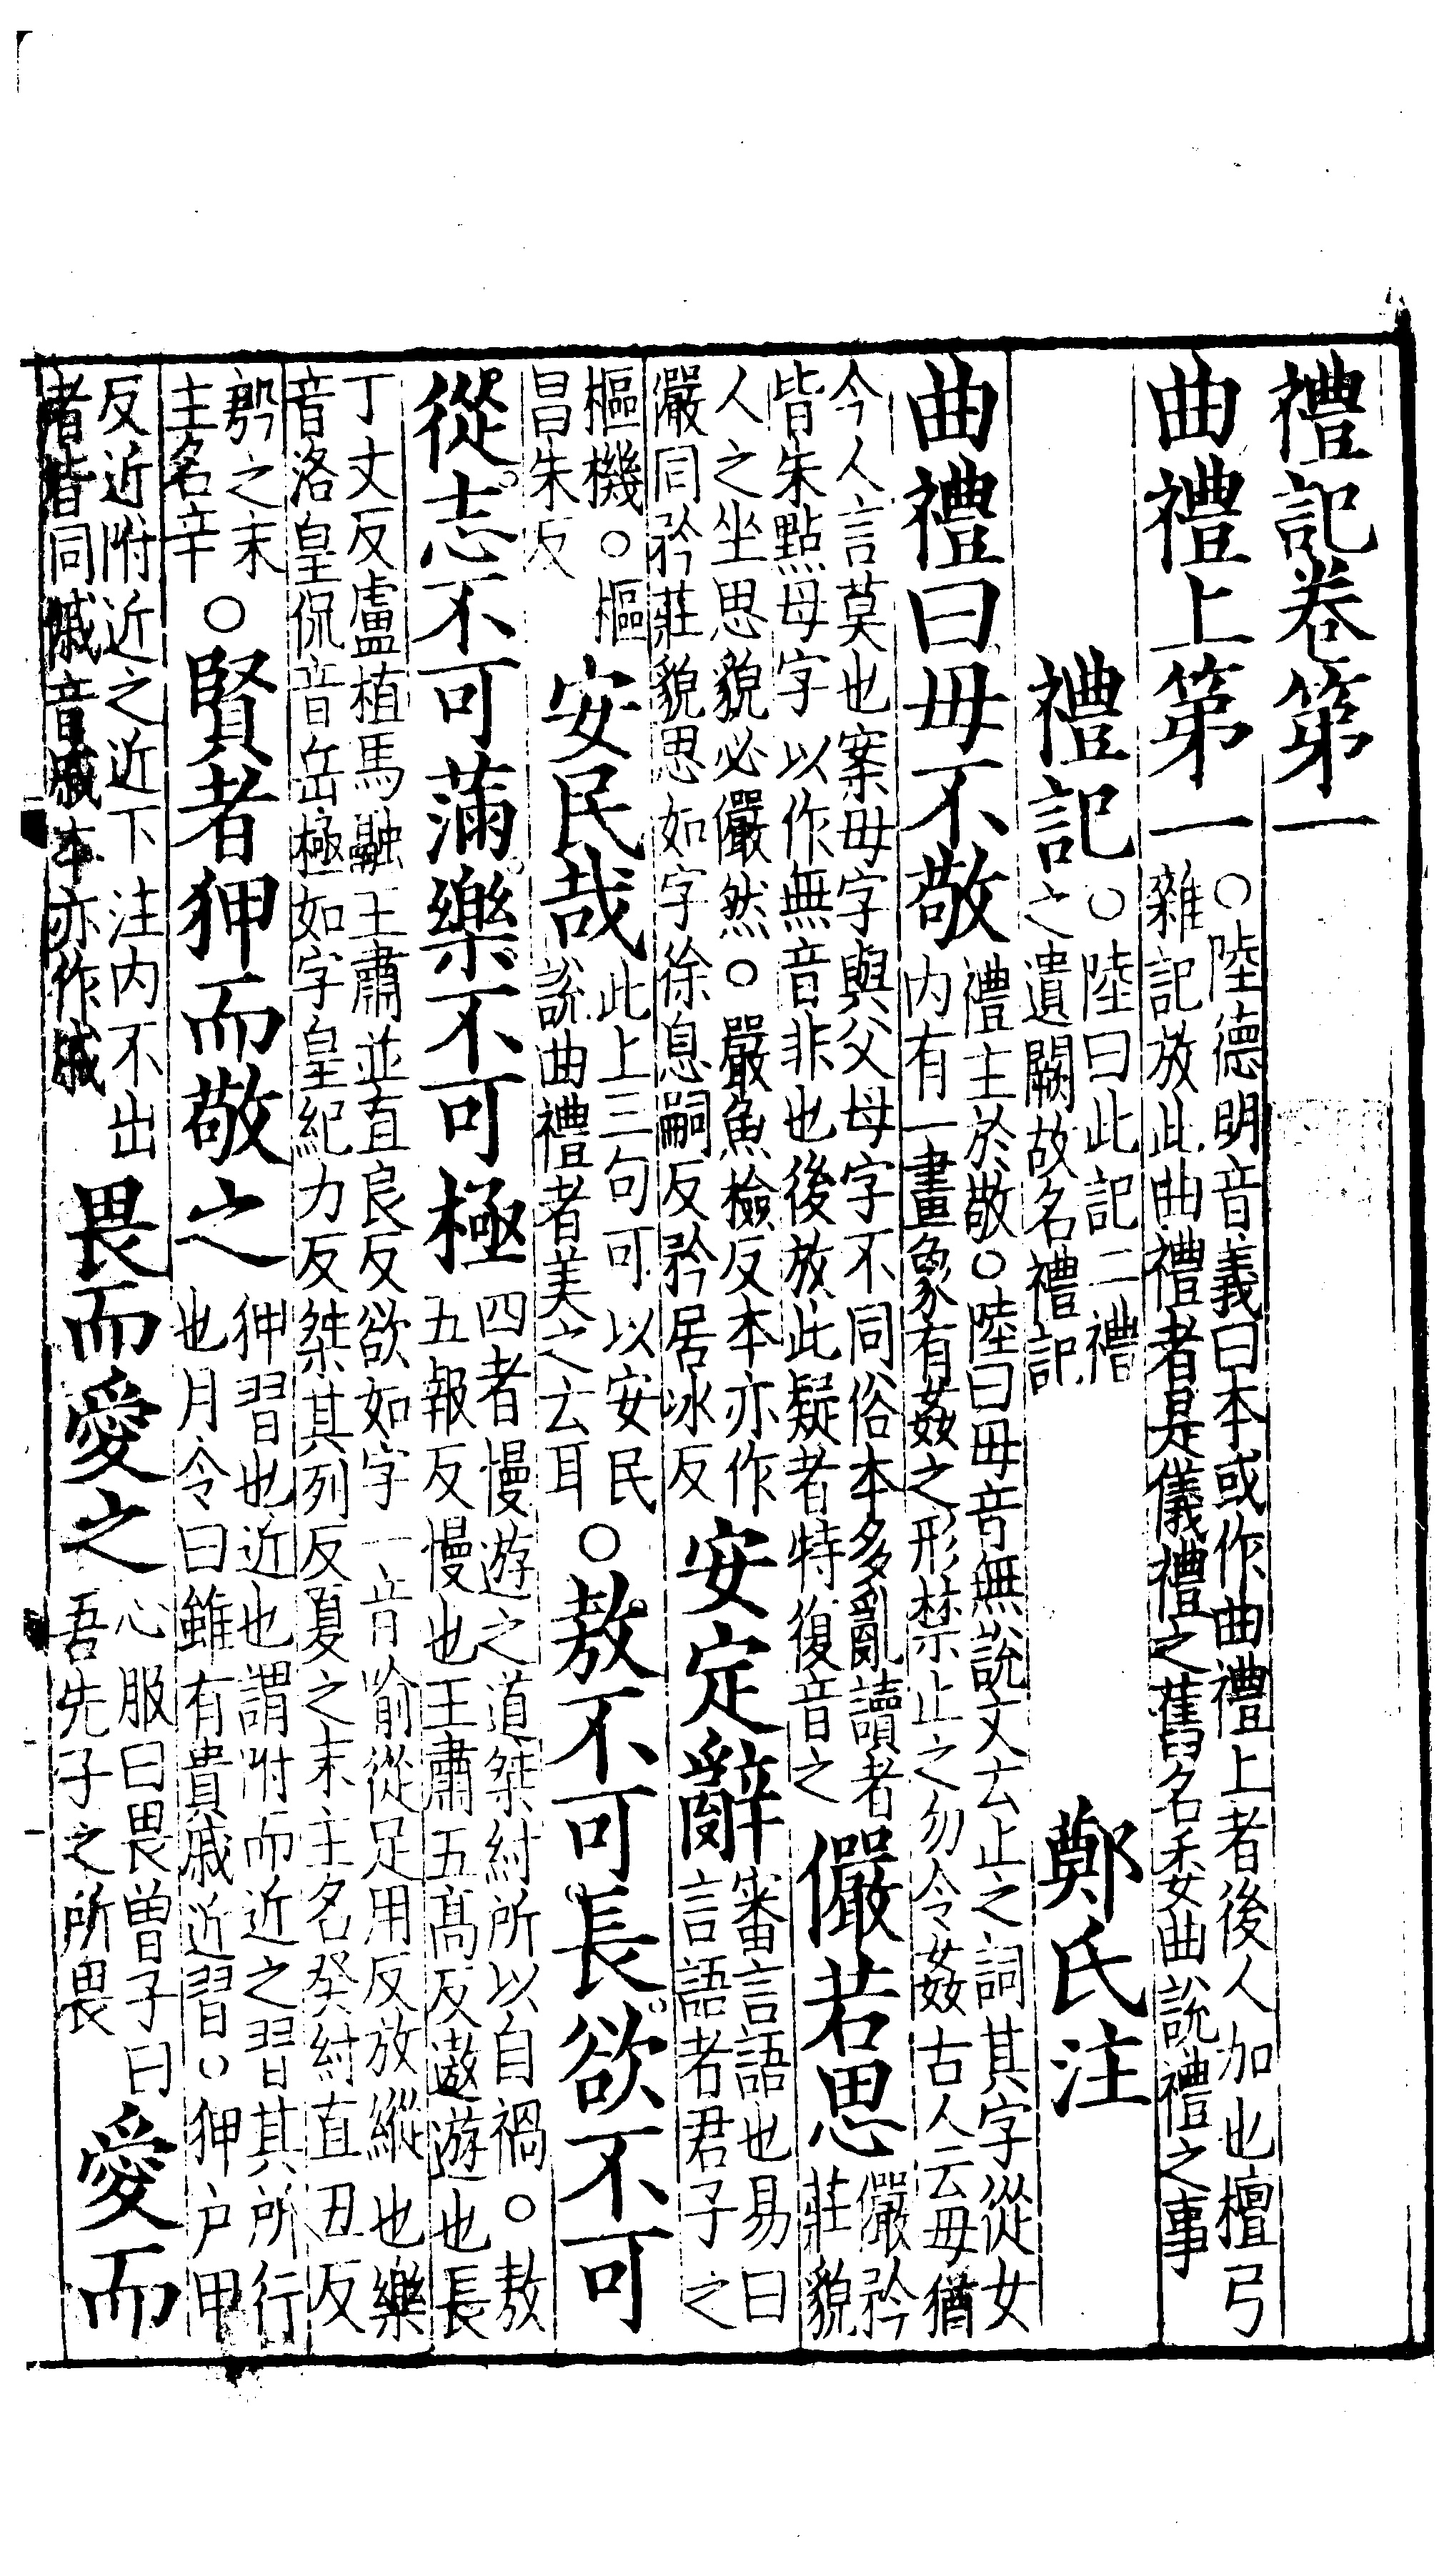 禮記卷第一
曲禮上第一○陸德明音義曰本或作曲禮上者後人加也檀弓雜記放此曲禮者是儀禮之舊名委曲說禮之事
禮記○陸曰此記二禮之遺闕故名禮記　鄭氏注
曲禮曰毋不敬禮主於敬○陸曰毋音無說文云止之詞其字從女内有一畫象有姦之形禁止之勿令姦古人云毋猶
今人言莫也案毋字與父母字不同俗本多亂讀者皆朱點母字以作無音非也後放此疑者特復音之儼若思儼矜莊貌
人之坐思貌必儼然○嚴魚檢反本亦作嚴同矜莊貌思如字徐息嗣反矜居冰反安定辭審言語也易曰言語者君子之
樞機○樞昌朱反安民哉此上三句可以安民說曲禮者美之云耳○敖不可長欲不可
從志不可滿樂不可極四者慢遊之道桀紂所以自禍○敖五報反慢也王肅五高反遨遊也長
丁丈反盧植馬融王肅並直良反欲如字一音喻從足用反放縱也樂音洛皇侃音岳極如字皇紀力反桀其列反夏之末主名癸紂直丑反
殷之末主名辛○賢者狎而敬之狎習也近也謂附而近之習其所行也月令曰雖有貴戚近習○狎户甲
反近附近之近下注内不出者皆同戚音戚本亦作戚畏而愛之心服曰畏曾子曰吾先子之所畏愛而